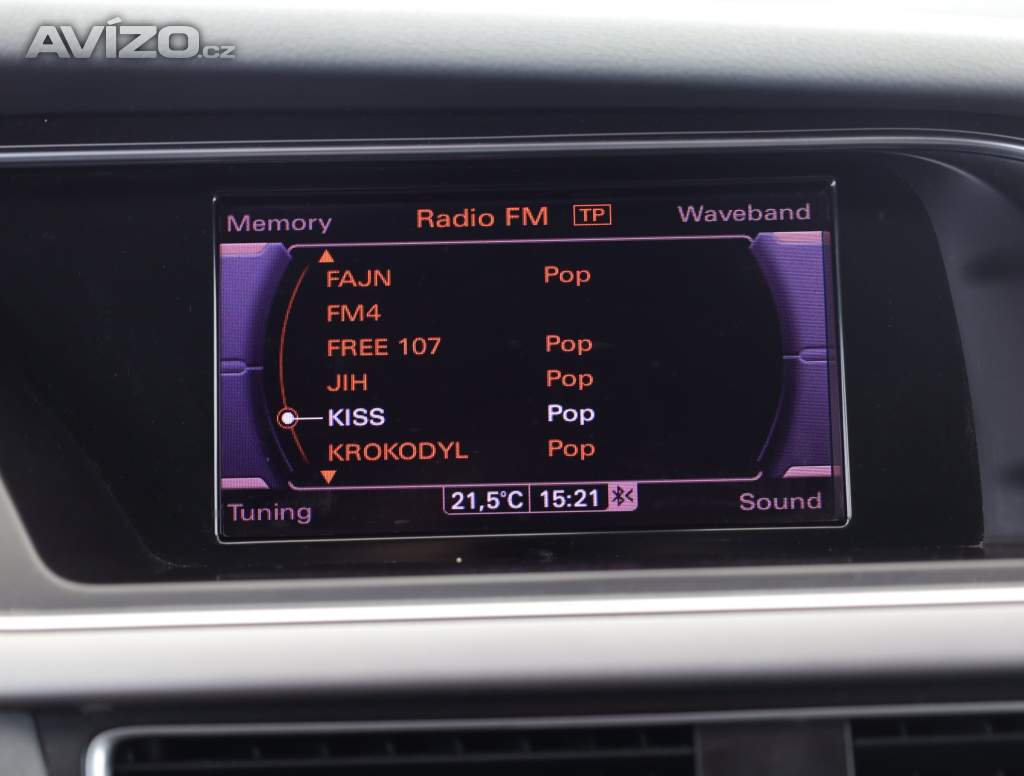 AVÍZO.cz
Memory Radio FM TP Waveband
FAJN Pop
FM4
FREE 107 Pop
JIH Pop
KISS Pop
KROKODYL Pop
21,5°C 15:21
Tuning Sound